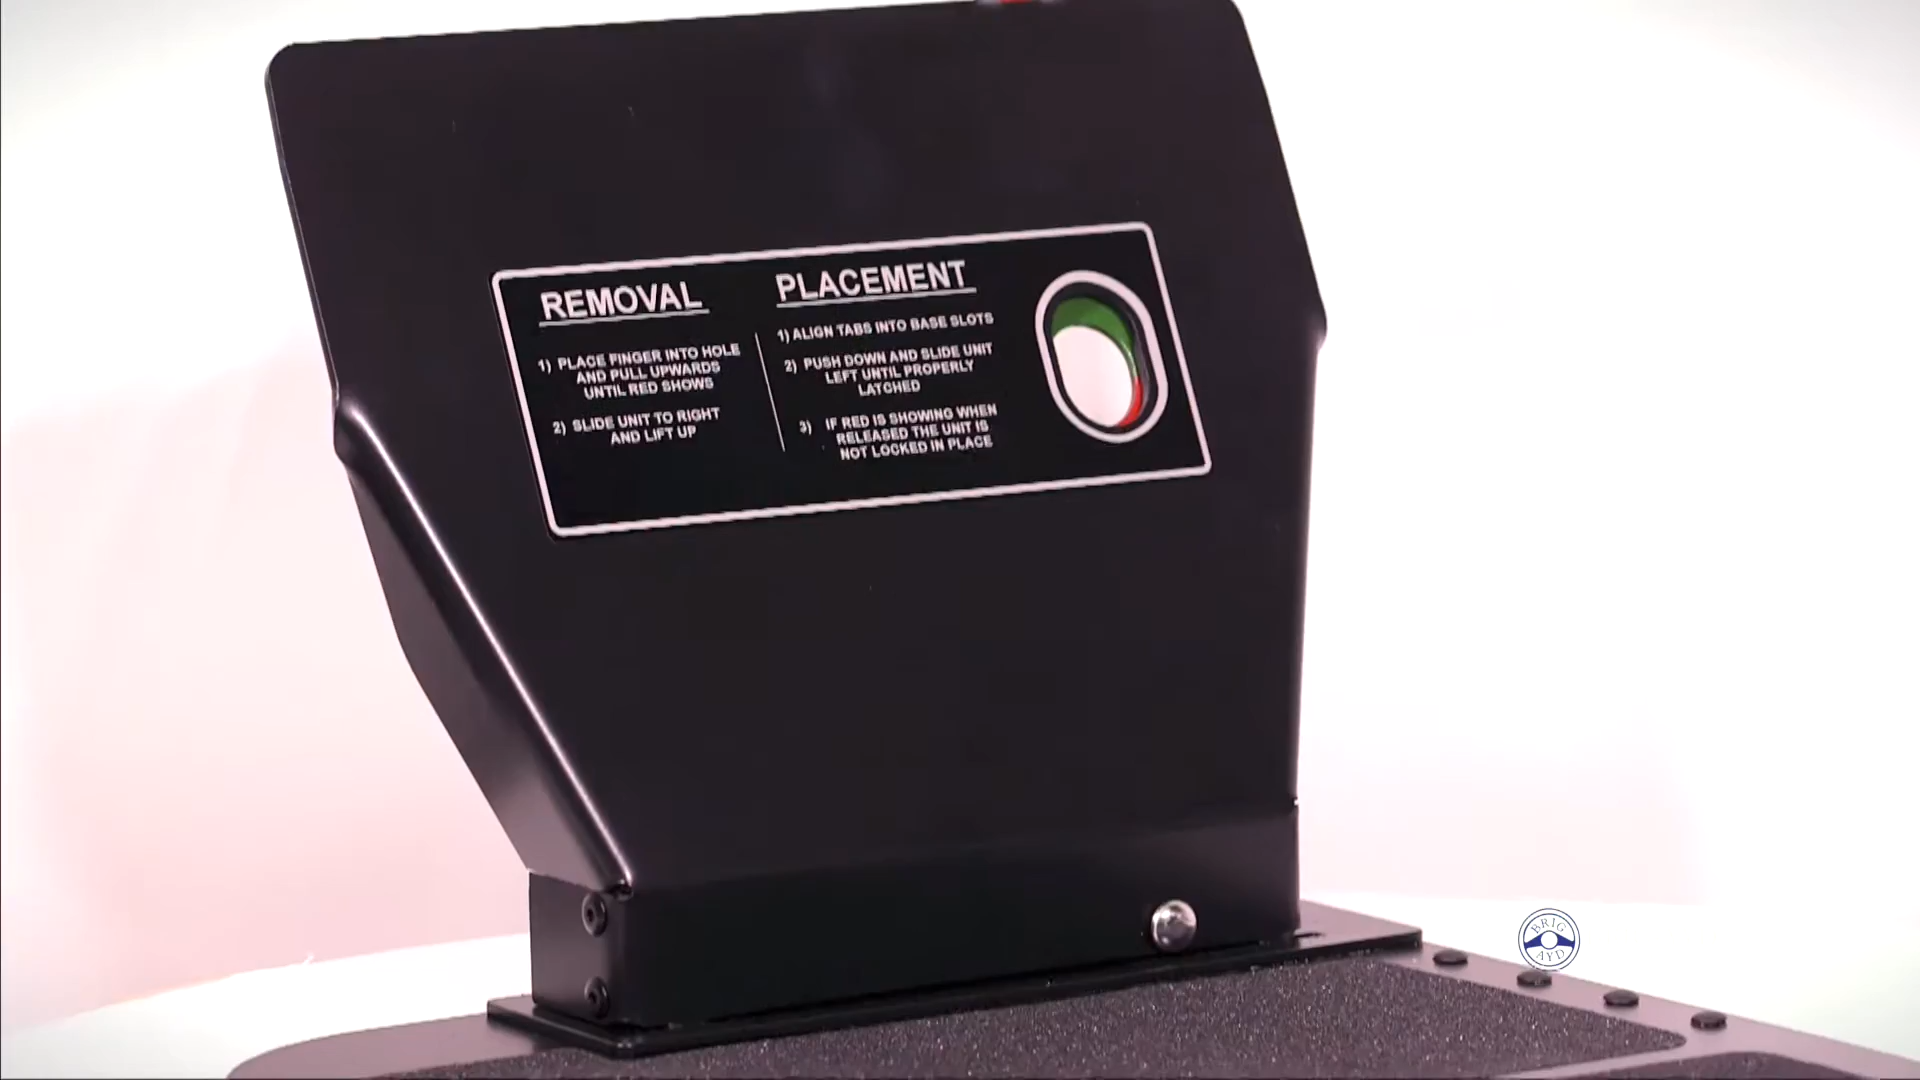 REMOVAL
1) PLACE FINGER INTO HOLE
AND PULL UPWARDS
UNTIL RED SHOWS
2) SLIDE UNIT TO RIGHT
AND LIFT UP
PLACEMENT
1) ALIGN TABS INTO BASE SLOTS
2) PUSH DOWN AND SLIDE UNIT
LEFT UNTIL PROPERLY
LATCHED
3) IF RED IS SHOWING WHEN
RELEASED THE UNIT IS
NOT LOCKED IN PLACE
BRIG
AYD